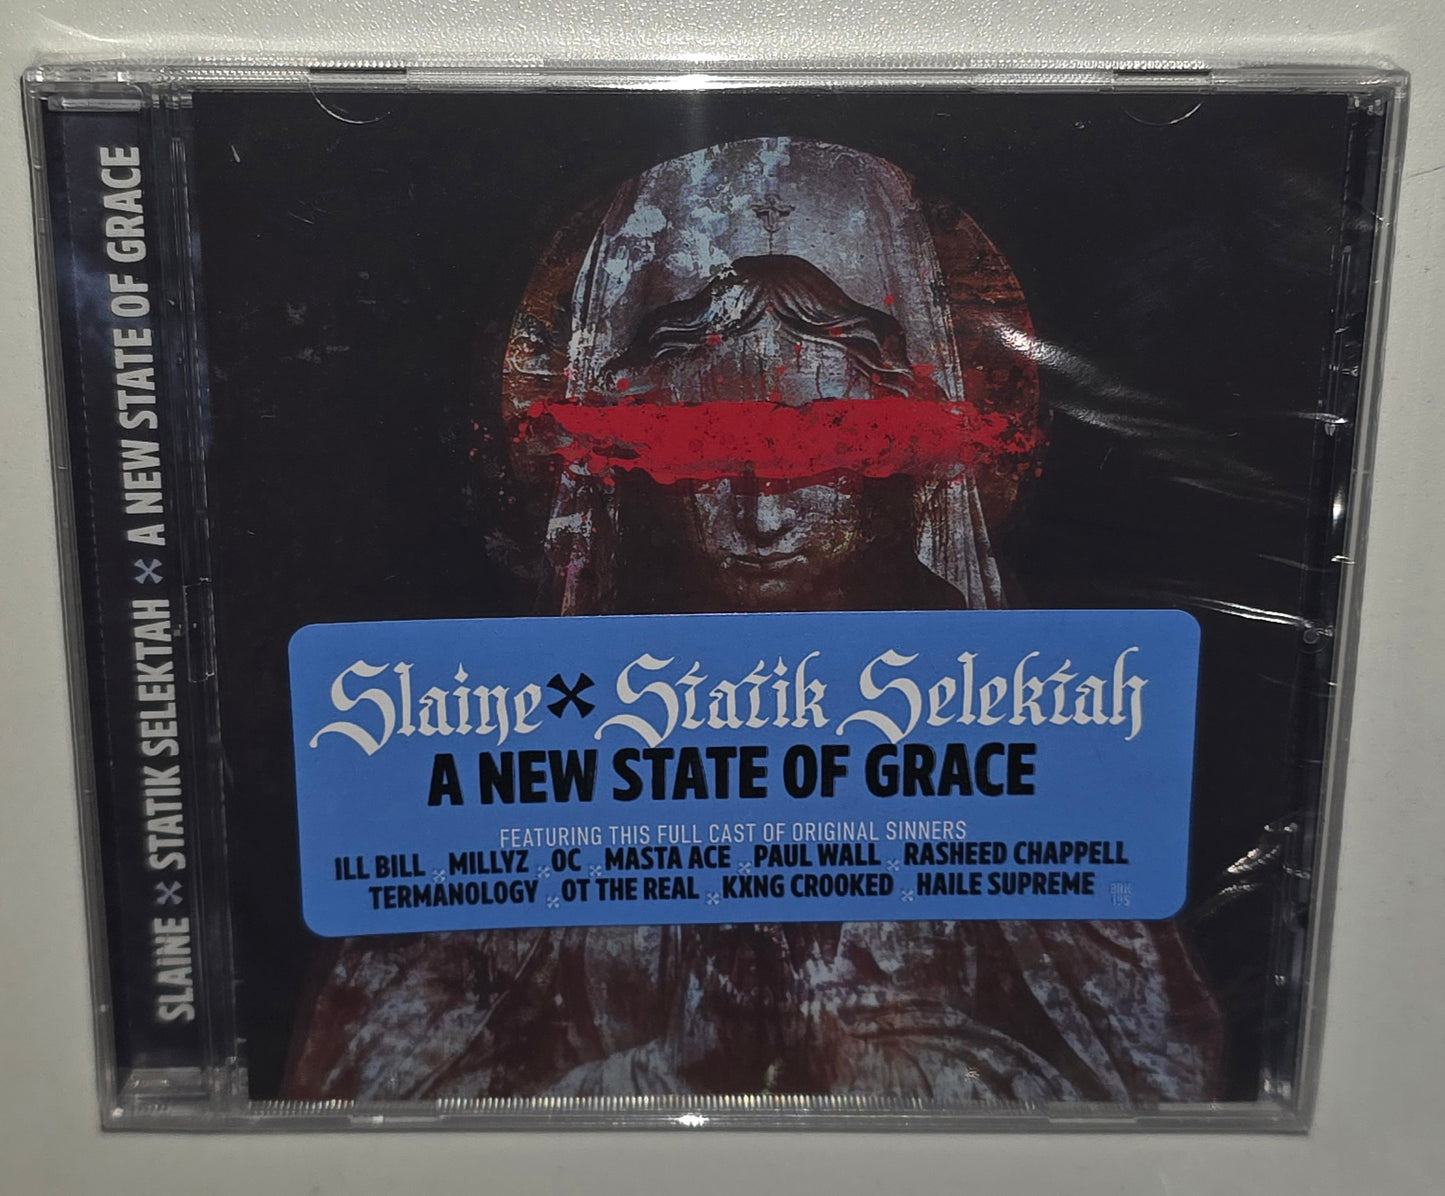 SLAINE × STATIK SELEKTAH × A NEW STATE OF GRACE
Slaine × Statik Selektah
A NEW STATE OF GRACE
FEATURING THIS FULL CAST OF ORIGINAL SINNERS
ILL BILL × MILLYZ × OC × MASTA ACE × PAUL WALL × RASHEED CHAPPELL
TERMANOLOGY × OT THE REAL × KXNG CROOKED × HAILE SUPREME